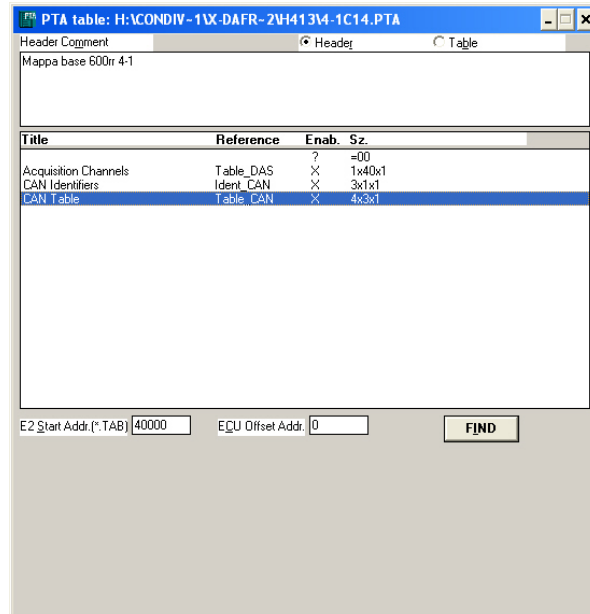 PTA table: H:\CONDIV~1\X-DAFR~2\H413\4-1C14.PTA
Header Comment Header Table
Mappa base 600rr 4-1
Title Reference Enab. Sz.
? =00
Acquisition Channels Table_DAS X 1x40x1
CAN Identifiers Ident_CAN X 3x1x1
CAN Table Table_CAN X 4x3x1
E2 Start Addr.(*.TAB) 40000 ECU Offset Addr. 0 FIND